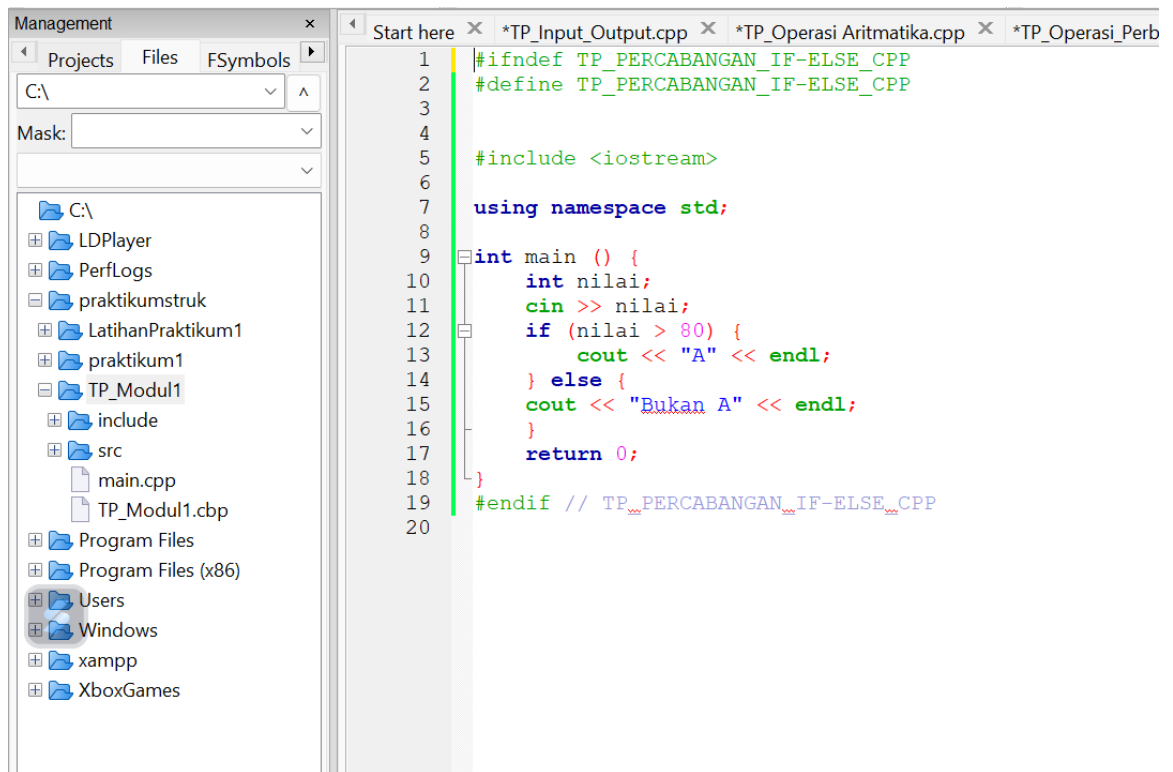 Management ×
Start here × *TP_Input_Output.cpp × *TP_Operasi Aritmatika.cpp × *TP_Operasi_Perb
Projects Files FSymbols
C:\
Mask:
C:\
LDPlayer
PerfLogs
praktikumstruk
LatihanPraktikum1
praktikum1
TP_Modul1
include
src
main.cpp
TP_Modul1.cbp
Program Files
Program Files (x86)
Users
Windows
xampp
XboxGames
1 #ifndef TP_PERCABANGAN_IF-ELSE_CPP
2 #define TP_PERCABANGAN_IF-ELSE_CPP
3
4
5 #include <iostream>
6
7 using namespace std;
8
9 int main () {
10 int nilai;
11 cin >> nilai;
12 if (nilai > 80) {
13 cout << "A" << endl;
14 } else {
15 cout << "Bukan A" << endl;
16 }
17 return 0;
18 }
19 #endif // TP_PERCABANGAN_IF-ELSE_CPP
20